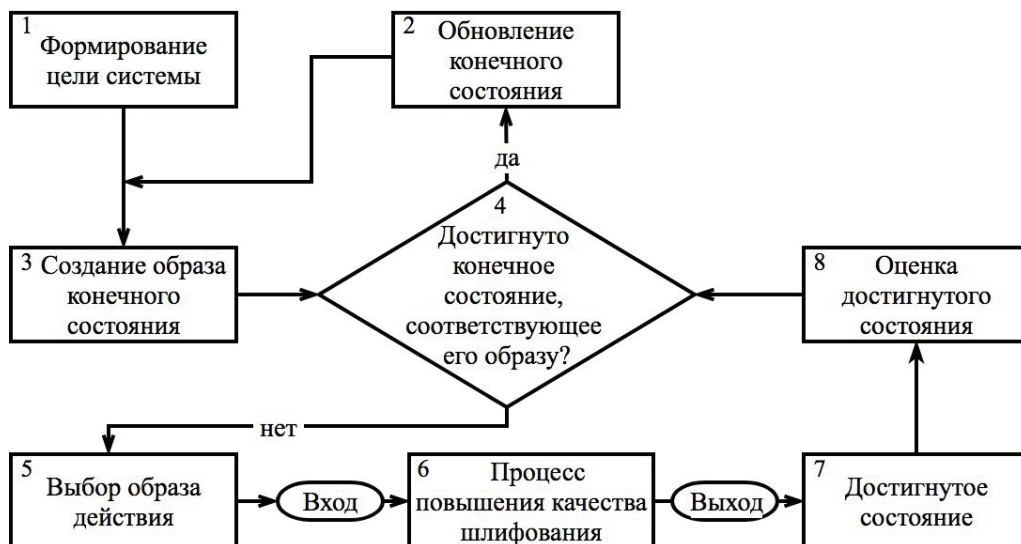 1
Формирование
цели системы
2
Обновление
конечного
состояния
да
3 Создание образа
конечного
состояния
4
Достигнуто
конечное
состояние,
соответствующее
его образу?
8
Оценка
достигнутого
состояния
нет
5
Выбор образа
действия
Вход
6
Процесс
повышения качества
шлифования
Выход
7
Достигнутое
состояние